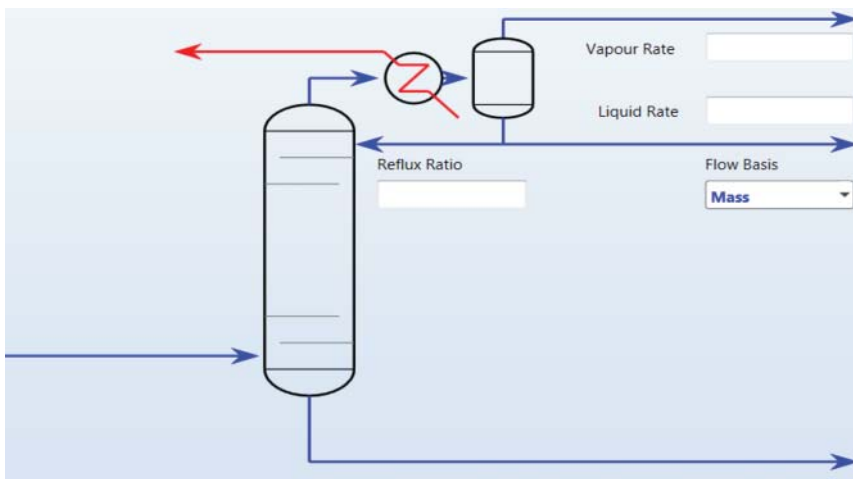 Vapour Rate
Liquid Rate
Reflux Ratio
Flow Basis
Mass